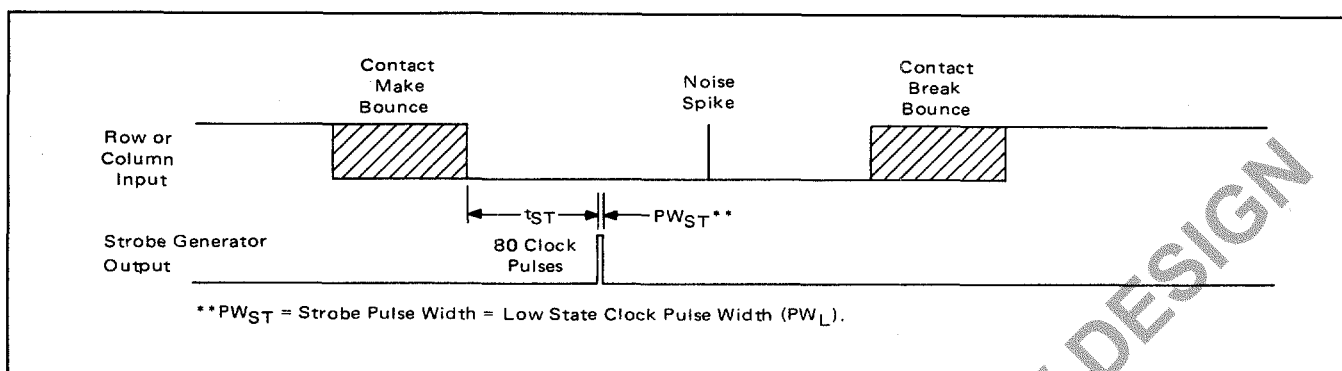 Contact
Make
Bounce
Noise
Spike
Contact
Break
Bounce
Row or
Column
Input
tST
PWST**
Strobe Generator
Output
80 Clock
Pulses
**PWST = Strobe Pulse Width = Low State Clock Pulse Width (PWL).
DESIGN